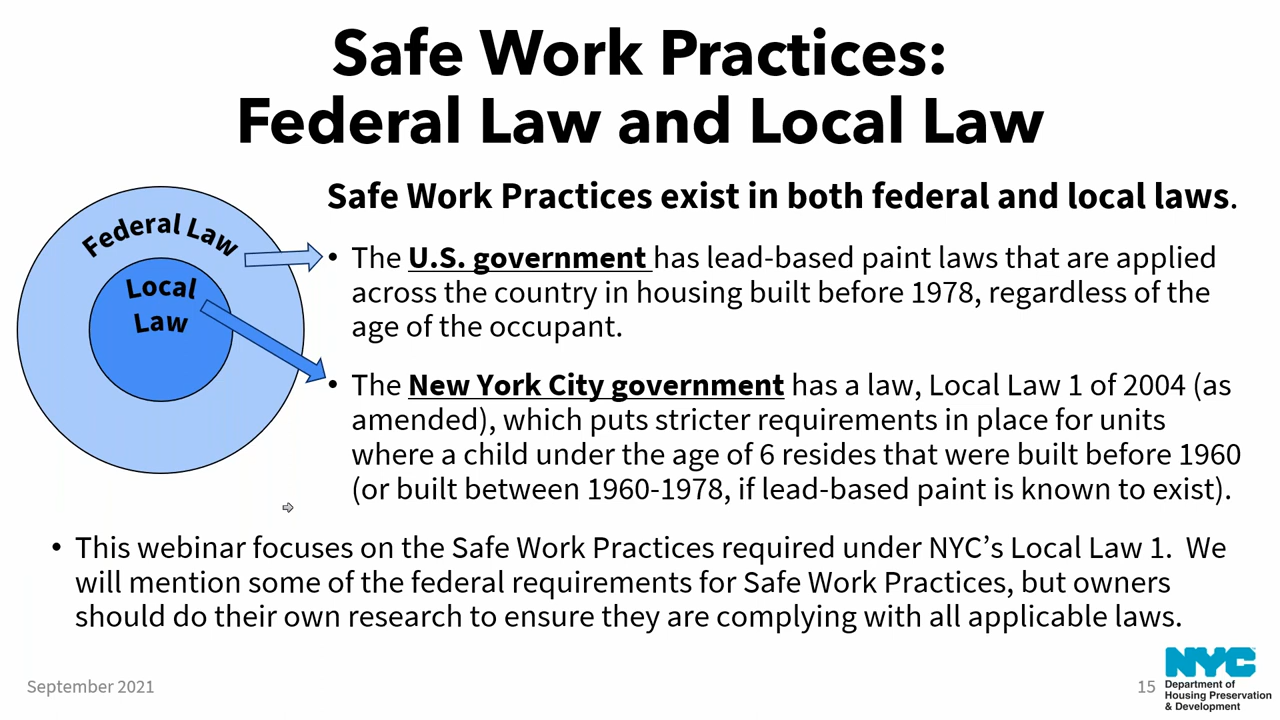 Safe Work Practices:
Federal Law and Local Law
Federal Law
Local
Law
Safe Work Practices exist in both federal and local laws.
• The U.S. government has lead-based paint laws that are applied
across the country in housing built before 1978, regardless of the
age of the occupant.
• The New York City government has a law, Local Law 1 of 2004 (as
amended), which puts stricter requirements in place for units
where a child under the age of 6 resides that were built before 1960
(or built between 1960-1978, if lead-based paint is known to exist).
• This webinar focuses on the Safe Work Practices required under NYC’s Local Law 1.  We
will mention some of the federal requirements for Safe Work Practices, but owners
should do their own research to ensure they are complying with all applicable laws.
September 2021
15
NYC
Department of
Housing Preservation
& Development